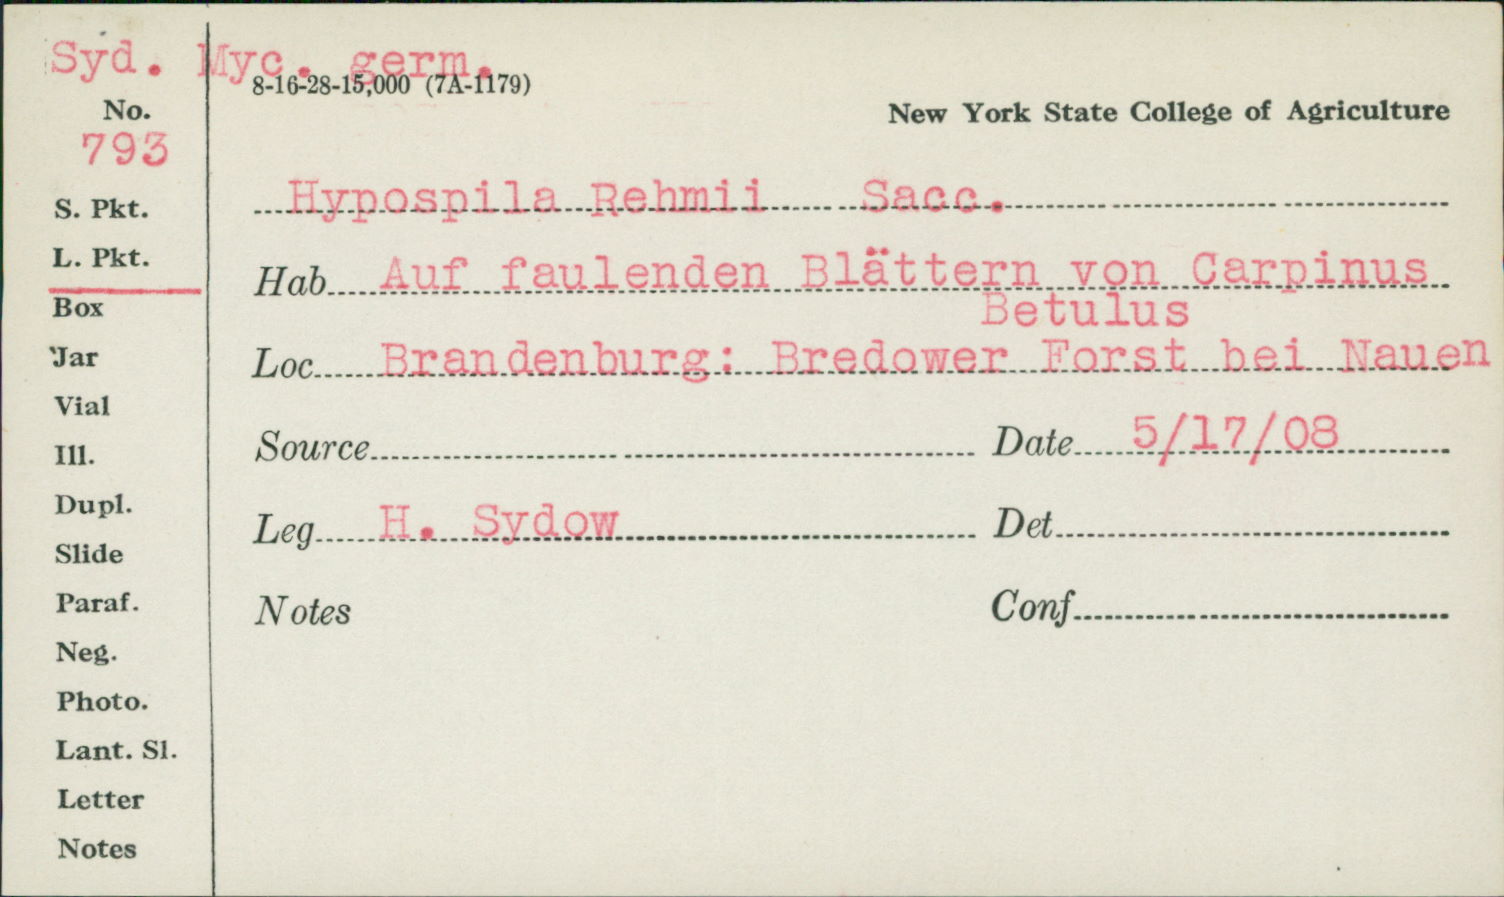 Syd. Myc. germ.
8-16-28-15,000 (7A-1179)
New York State College of Agriculture
No.
793
S. Pkt.
L. Pkt.
Box
Jar
Vial
Ill.
Dupl.
Slide
Paraf.
Neg.
Photo.
Lant. Sl.
Letter
Notes
Hypospila Rehmii Sacc.
Hab. Auf faulenden Blättern von Carpinus
Betulus
Loc. Brandenburg: Bredower Forst bei Nauen
Source Date 5/17/08
Leg. H. Sydow Det.
Notes Conf.